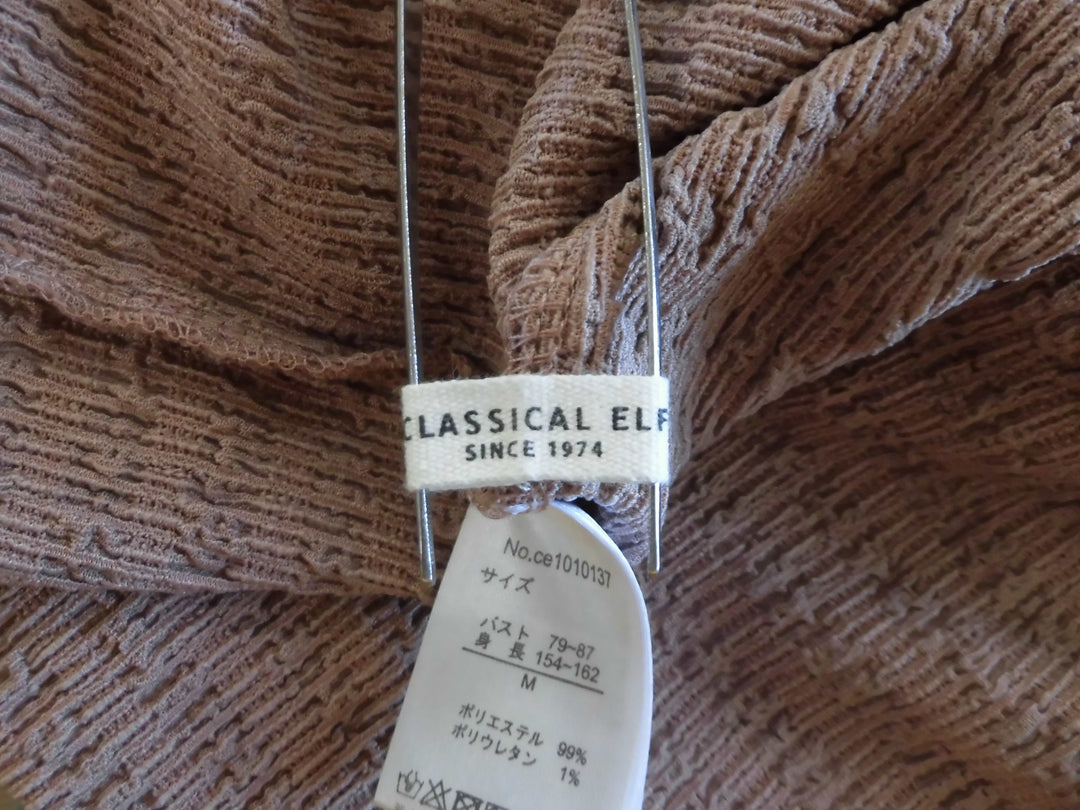 CLASSICAL ELF
SINCE 1974
No.ce1010137
サイズ
バスト 79~87
身 長 154~162
M
ポリエステル 99%
ポリウレタン 1%